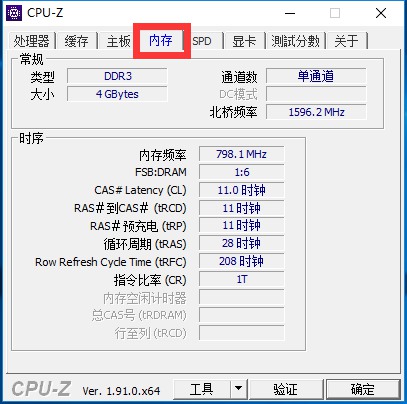 CPU-Z
处理器 缓存 主板 内存 SPD 显卡 测试分數 关于
常规
类型 DDR3 通道数 单通道
大小 4 GBytes DC模式
北桥频率 1596.2 MHz
时序
内存频率 798.1 MHz
FSB:DRAM 1:6
CAS# Latency (CL) 11.0 时钟
RAS#到CAS# (tRCD) 11 时钟
RAS#预充电 (tRP) 11 时钟
循环周期 (tRAS) 28 时钟
Row Refresh Cycle Time (tRFC) 208 时钟
指令比率 (CR) 1T
内存空闲计时器
总CAS号 (tRDRAM)
行至列 (tRCD)
CPU-Z Ver. 1.91.0.x64 工具 验证 确定